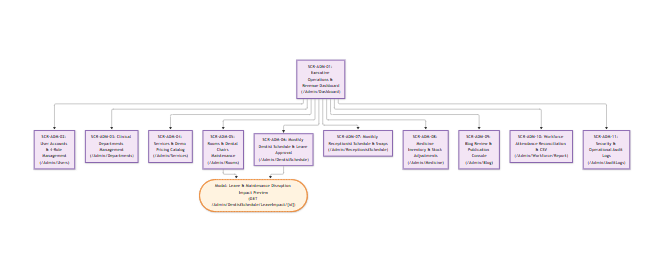 SCR-ADM-01:
Executive
Operations &
Revenue Dashboard
(/Admin/Dashboard)
SCR-ADM-02:
User Accounts
& 4-Role
Management
(/Admin/Users)
SCR-ADM-03: Clinical
Departments
Management
(/Admin/Departments)
SCR-ADM-04:
Services & Demo
Pricing Catalog
(/Admin/Services)
SCR-ADM-05:
Rooms & Dental
Chairs
Maintenance
(/Admin/Rooms)
SCR-ADM-06: Monthly
Dentist Schedule & Leave
Approval
(/Admin/DentistSchedule)
SCR-ADM-07: Monthly
Receptionist Schedule & Swaps
(/Admin/ReceptionistSchedule)
SCR-ADM-08:
Medicine
Inventory & Stock
Adjustments
(/Admin/Medicine)
SCR-ADM-09:
Blog Review &
Publication
Console
(/Admin/Blog)
SCR-ADM-10: Workforce
Attendance Reconciliation
& CSV
(/Admin/Workforce/Report)
SCR-ADM-11:
Security &
Operational Audit
Logs
(/Admin/AuditLogs)
Modal: Leave & Maintenance Disruption
Impact Preview
(GET
/Admin/DentistSchedule/LeaveImpact/{id})